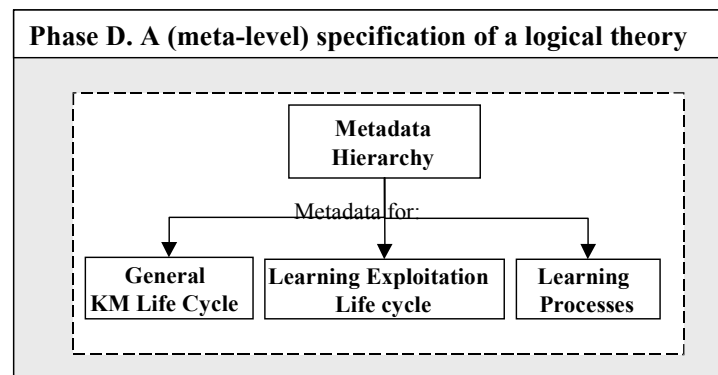 Phase D. A (meta-level) specification of a logical theory
Metadata
Hierarchy
Metadata for:
General
KM Life Cycle
Learning Exploitation
Life cycle
Learning
Processes